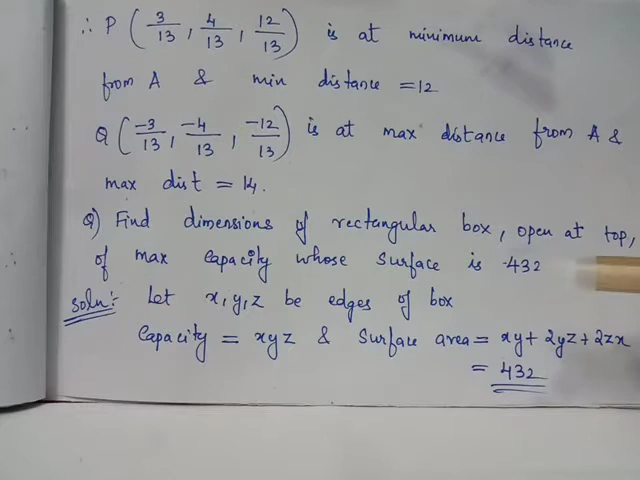 ∴ P (3/13, 4/13, 12/13) is at minimum distance
from A & min distance = 12
Q (-3/13, -4/13, -12/13) is at max distance from A &
max dist = 14.
Q) Find dimensions of rectangular box, open at top,
of max capacity whose surface is 432
Soln:- Let x, y, z be edges of box
Capacity = xyz & Surface area = xy + 2yz + 2zx
= 432